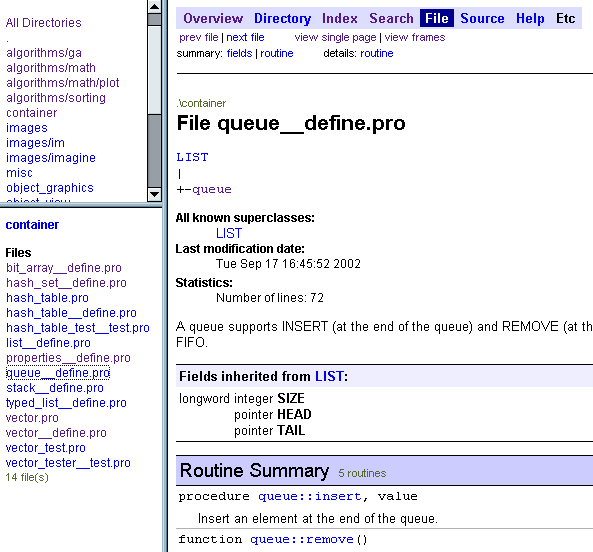 All Directories
.
algorithms/ga
algorithms/math
algorithms/math/plot
algorithms/sorting
container
images
images/im
images/imagine
misc
object_graphics
container
Files
bit_array__define.pro
hash_set__define.pro
hash_table.pro
hash_table__define.pro
hash_table_test__test.pro
list__define.pro
properties__define.pro
queue__define.pro
stack__define.pro
typed_list__define.pro
vector.pro
vector__define.pro
vector_test.pro
vector_tester__test.pro
14 file(s)
Overview Directory Index Search File Source Help Etc
prev file | next file view single page | view frames
summary: fields | routine details: routine
.\container
File queue__define.pro
LIST
|
+-queue
All known superclasses:
LIST
Last modification date:
Tue Sep 17 16:45:52 2002
Statistics:
Number of lines: 72
A queue supports INSERT (at the end of the queue) and REMOVE (at th
FIFO.
Fields inherited from LIST:
longword integer SIZE
pointer HEAD
pointer TAIL
Routine Summary 5 routines
procedure queue::insert, value
Insert an element at the end of the queue.
function queue::remove()